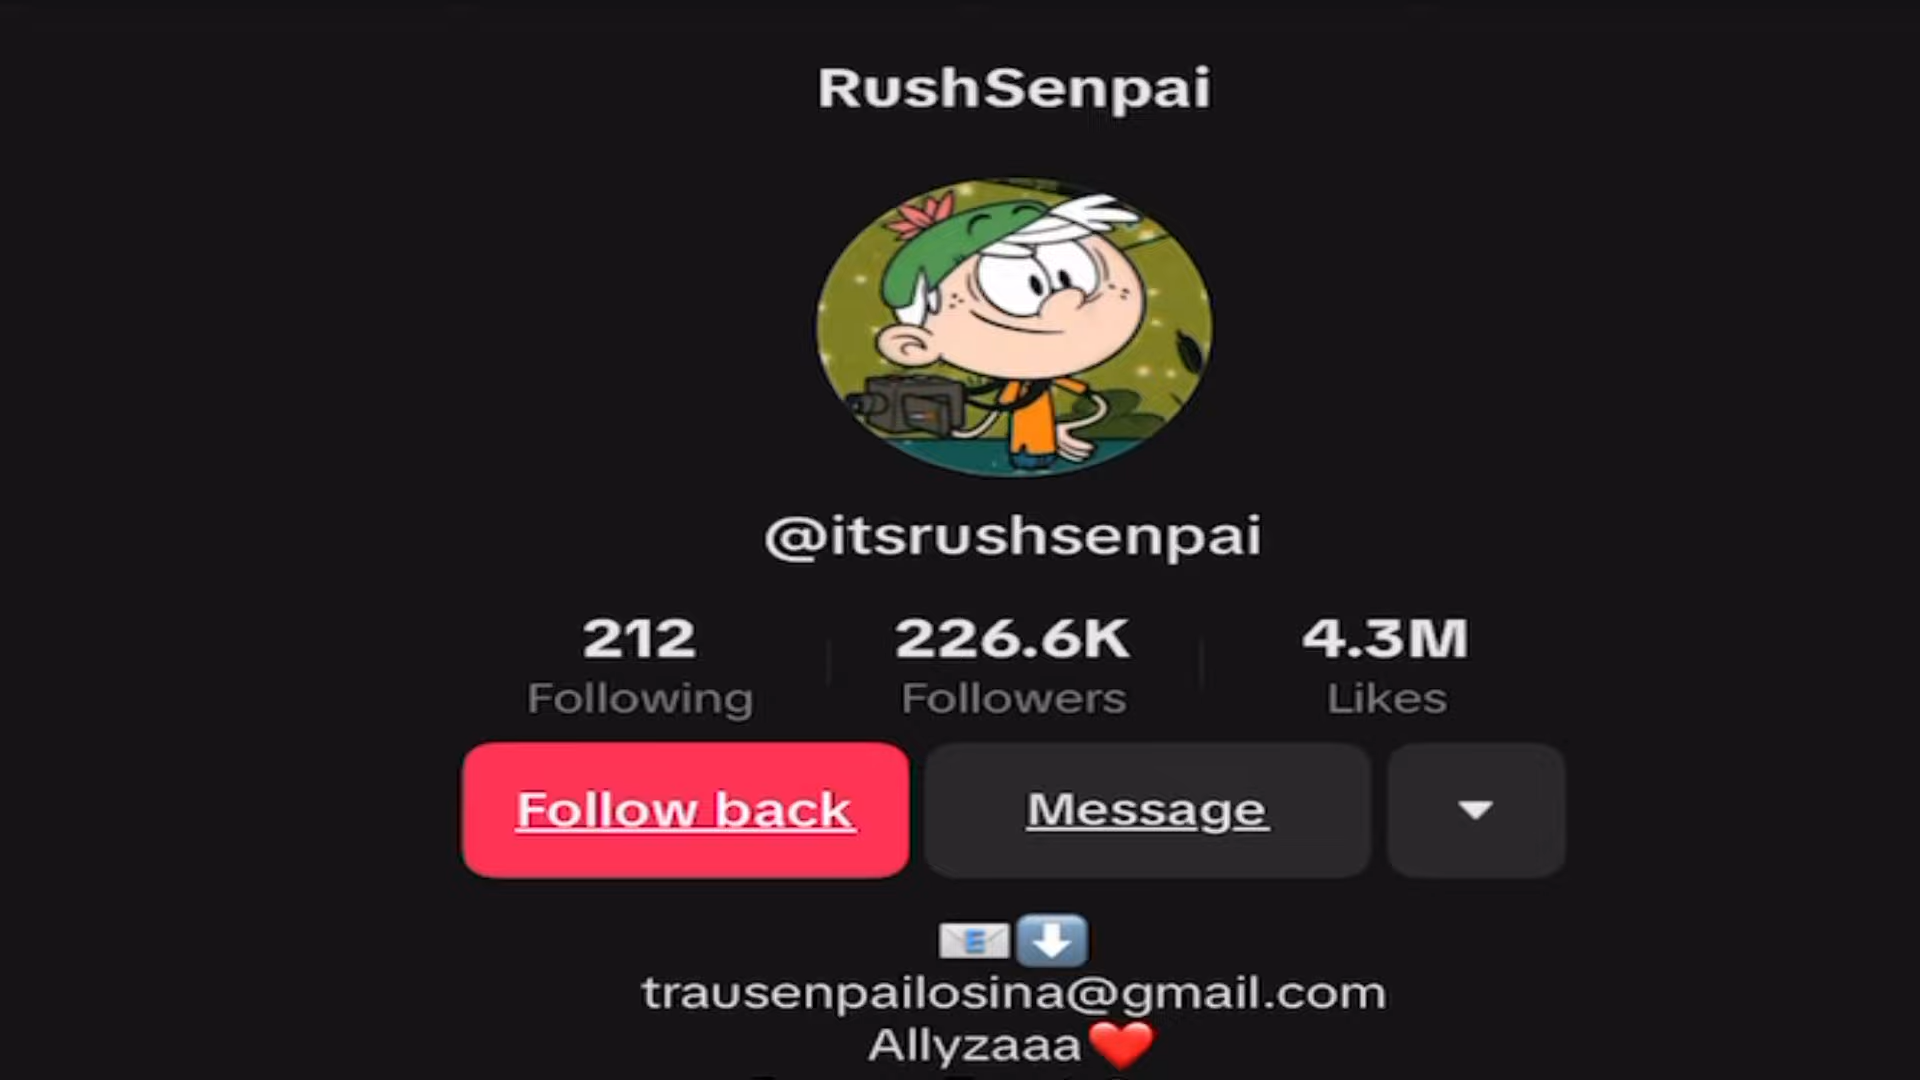 RushSenpai
@itsrushsenpai
212 226.6K 4.3M
Following Followers Likes
Follow back Message
trausenpailosina@gmail.com
Allyzaaa❤️